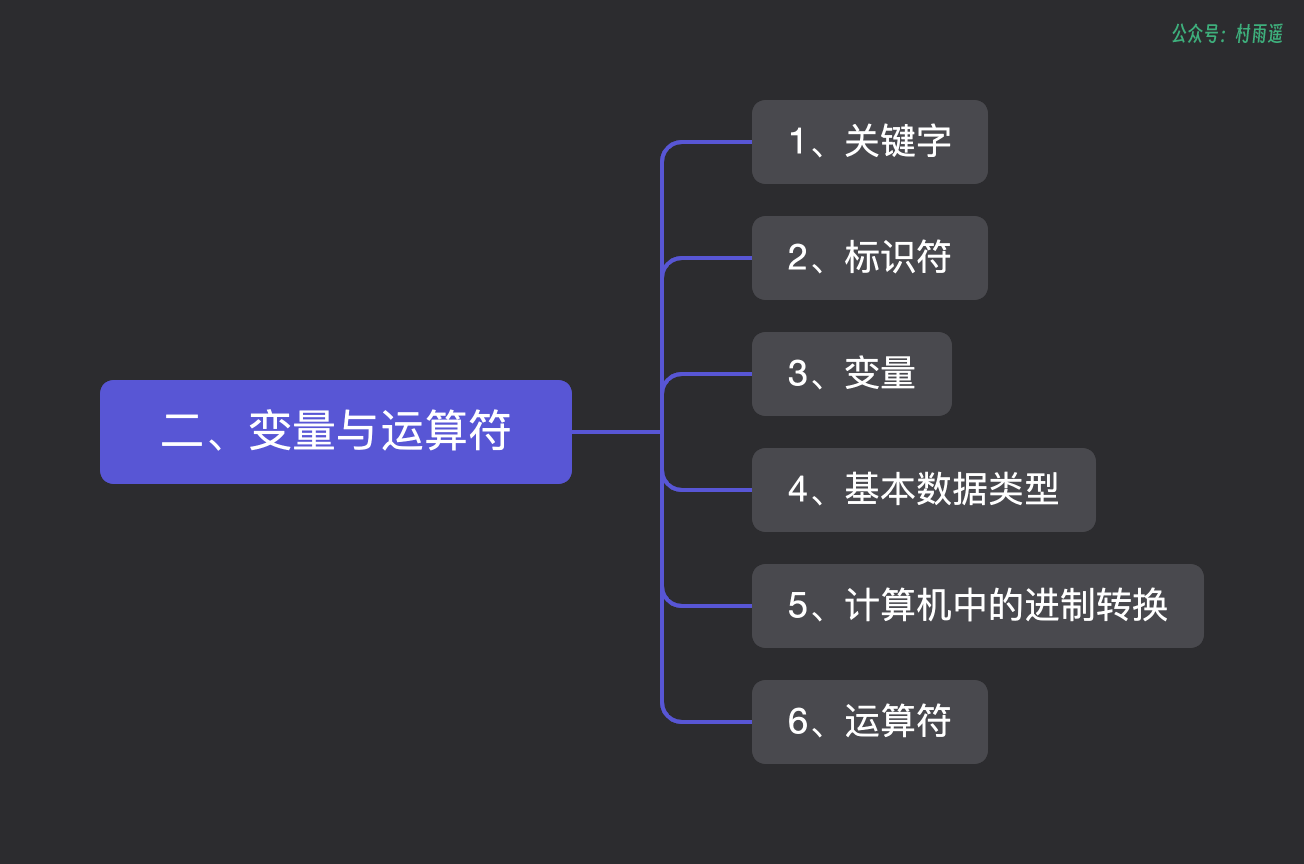 公众号：村雨遥
二、变量与运算符
1、关键字
2、标识符
3、变量
4、基本数据类型
5、计算机中的进制转换
6、运算符